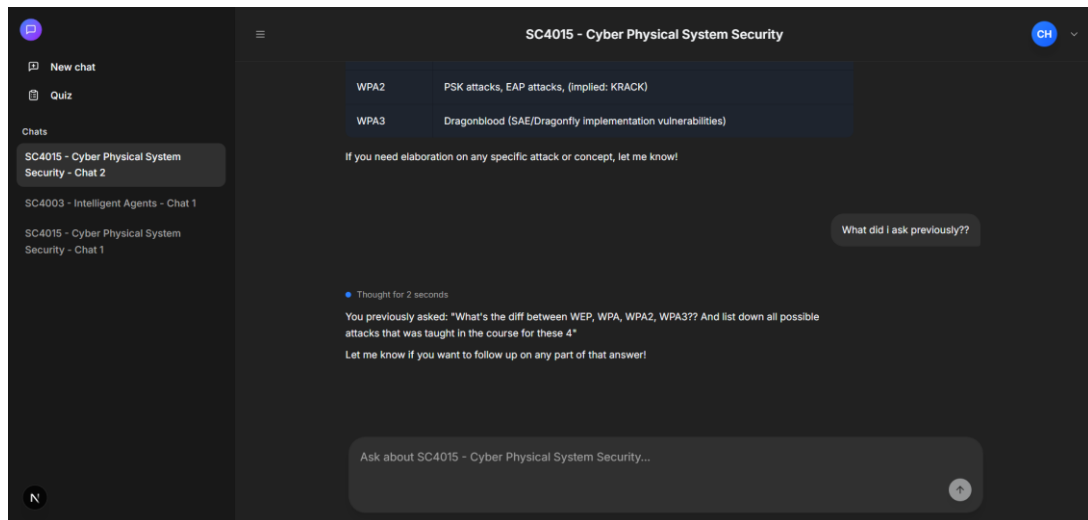 SC4015 - Cyber Physical System Security
CH
New chat
Quiz
Chats
SC4015 - Cyber Physical System
Security - Chat 2
SC4003 - Intelligent Agents - Chat 1
SC4015 - Cyber Physical System
Security - Chat 1
WPA2 PSK attacks, EAP attacks, (implied: KRACK)
WPA3 Dragonblood (SAE/Dragonfly implementation vulnerabilities)
If you need elaboration on any specific attack or concept, let me know!
What did i ask previously??
Thought for 2 seconds
You previously asked: "What's the diff between WEP, WPA, WPA2, WPA3?? And list down all possible
attacks that was taught in the course for these 4"
Let me know if you want to follow up on any part of that answer!
Ask about SC4015 - Cyber Physical System Security...
N